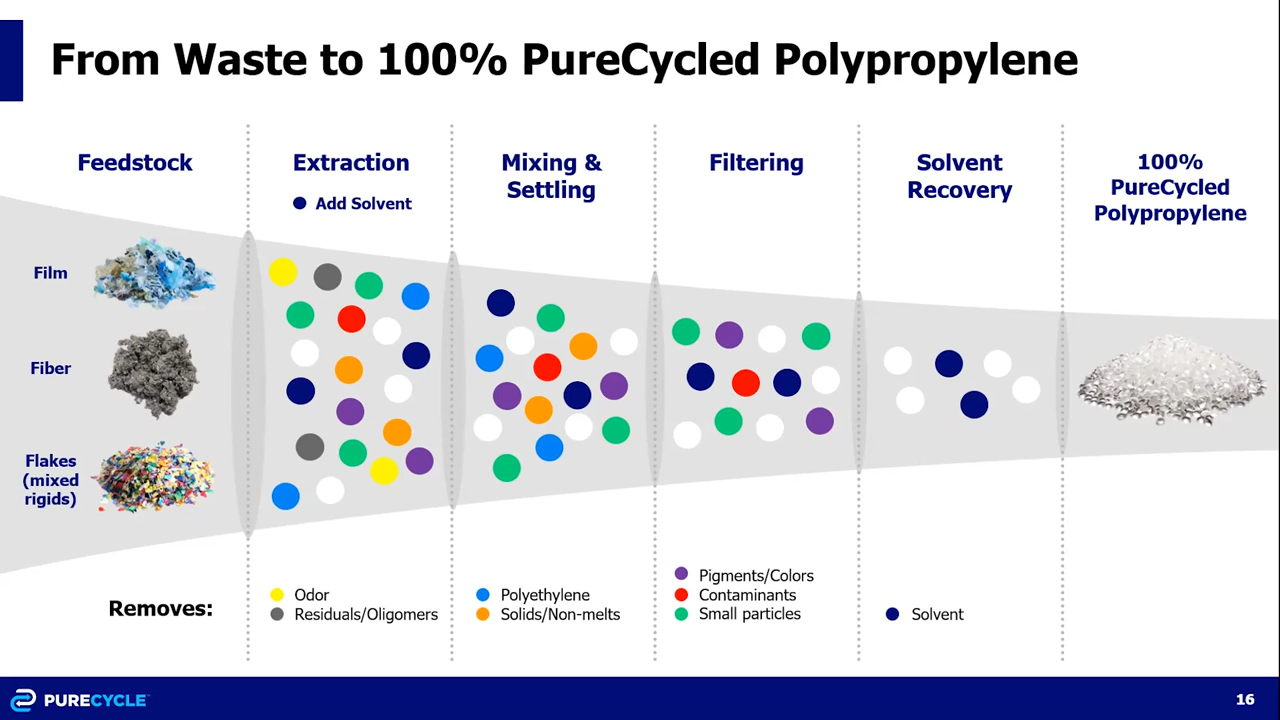 From Waste to 100% PureCycled Polypropylene
Feedstock
Extraction
Add Solvent
Mixing &
Settling
Filtering
Solvent
Recovery
100%
PureCycled
Polypropylene
Film
Fiber
Flakes
(mixed
rigids)
Removes:
Odor
Residuals/Oligomers
Polyethylene
Solids/Non-melts
Pigments/Colors
Contaminants
Small particles
Solvent
PURECYCLE
16